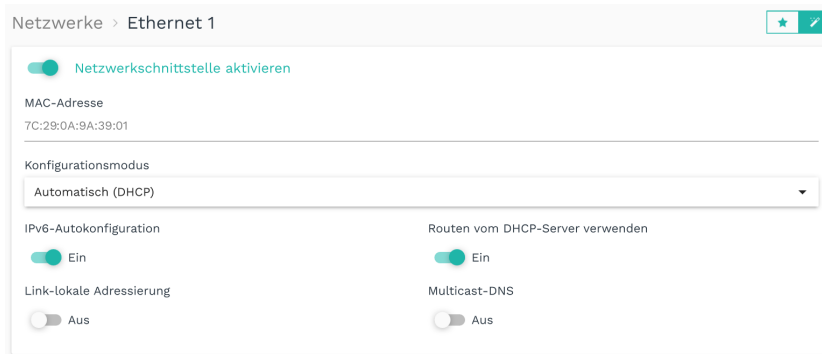 Netzwerke > Ethernet 1
Netzwerkschnittstelle aktivieren
MAC-Adresse
7C:29:0A:9A:39:01
Konfigurationsmodus
Automatisch (DHCP)
IPv6-Autokonfiguration
Routen vom DHCP-Server verwenden
Ein
Ein
Link-lokale Adressierung
Multicast-DNS
Aus
Aus